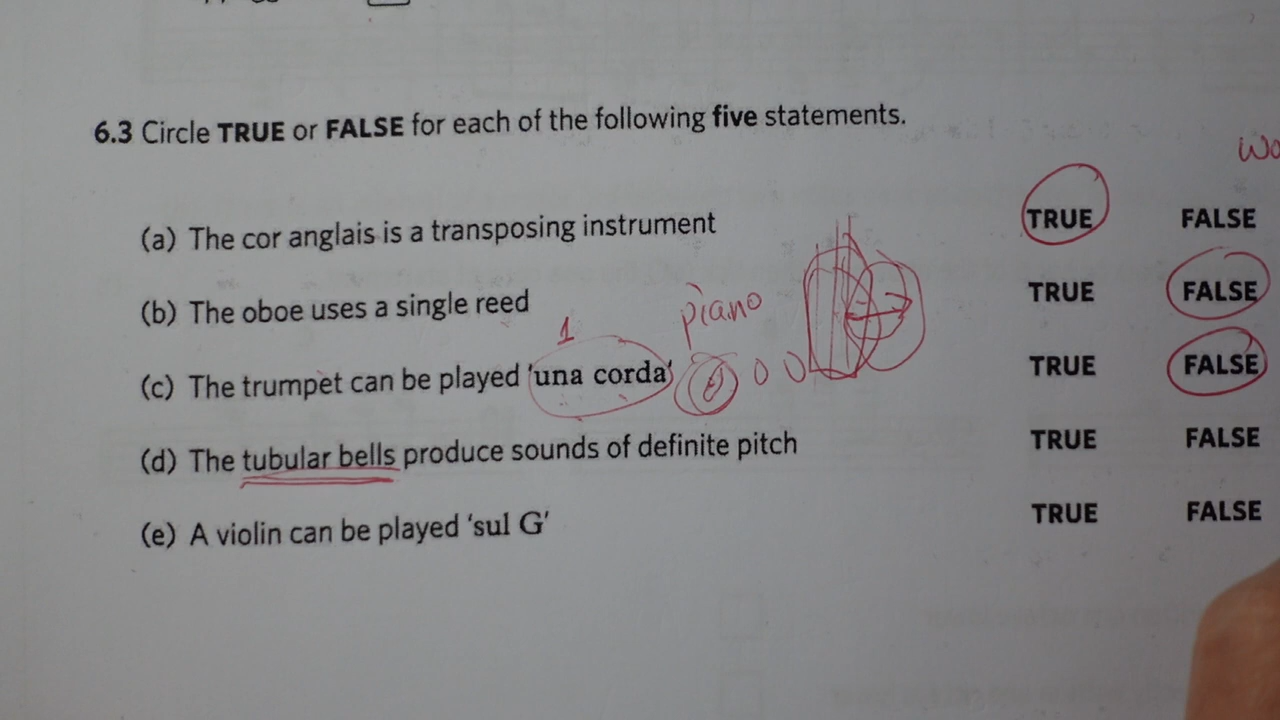 6.3 Circle TRUE or FALSE for each of the following five statements.
(a) The cor anglais is a transposing instrument TRUE FALSE
(b) The oboe uses a single reed TRUE FALSE
1 piano
(c) The trumpet can be played 'una corda' TRUE FALSE
(d) The tubular bells produce sounds of definite pitch TRUE FALSE
(e) A violin can be played 'sul G' TRUE FALSE